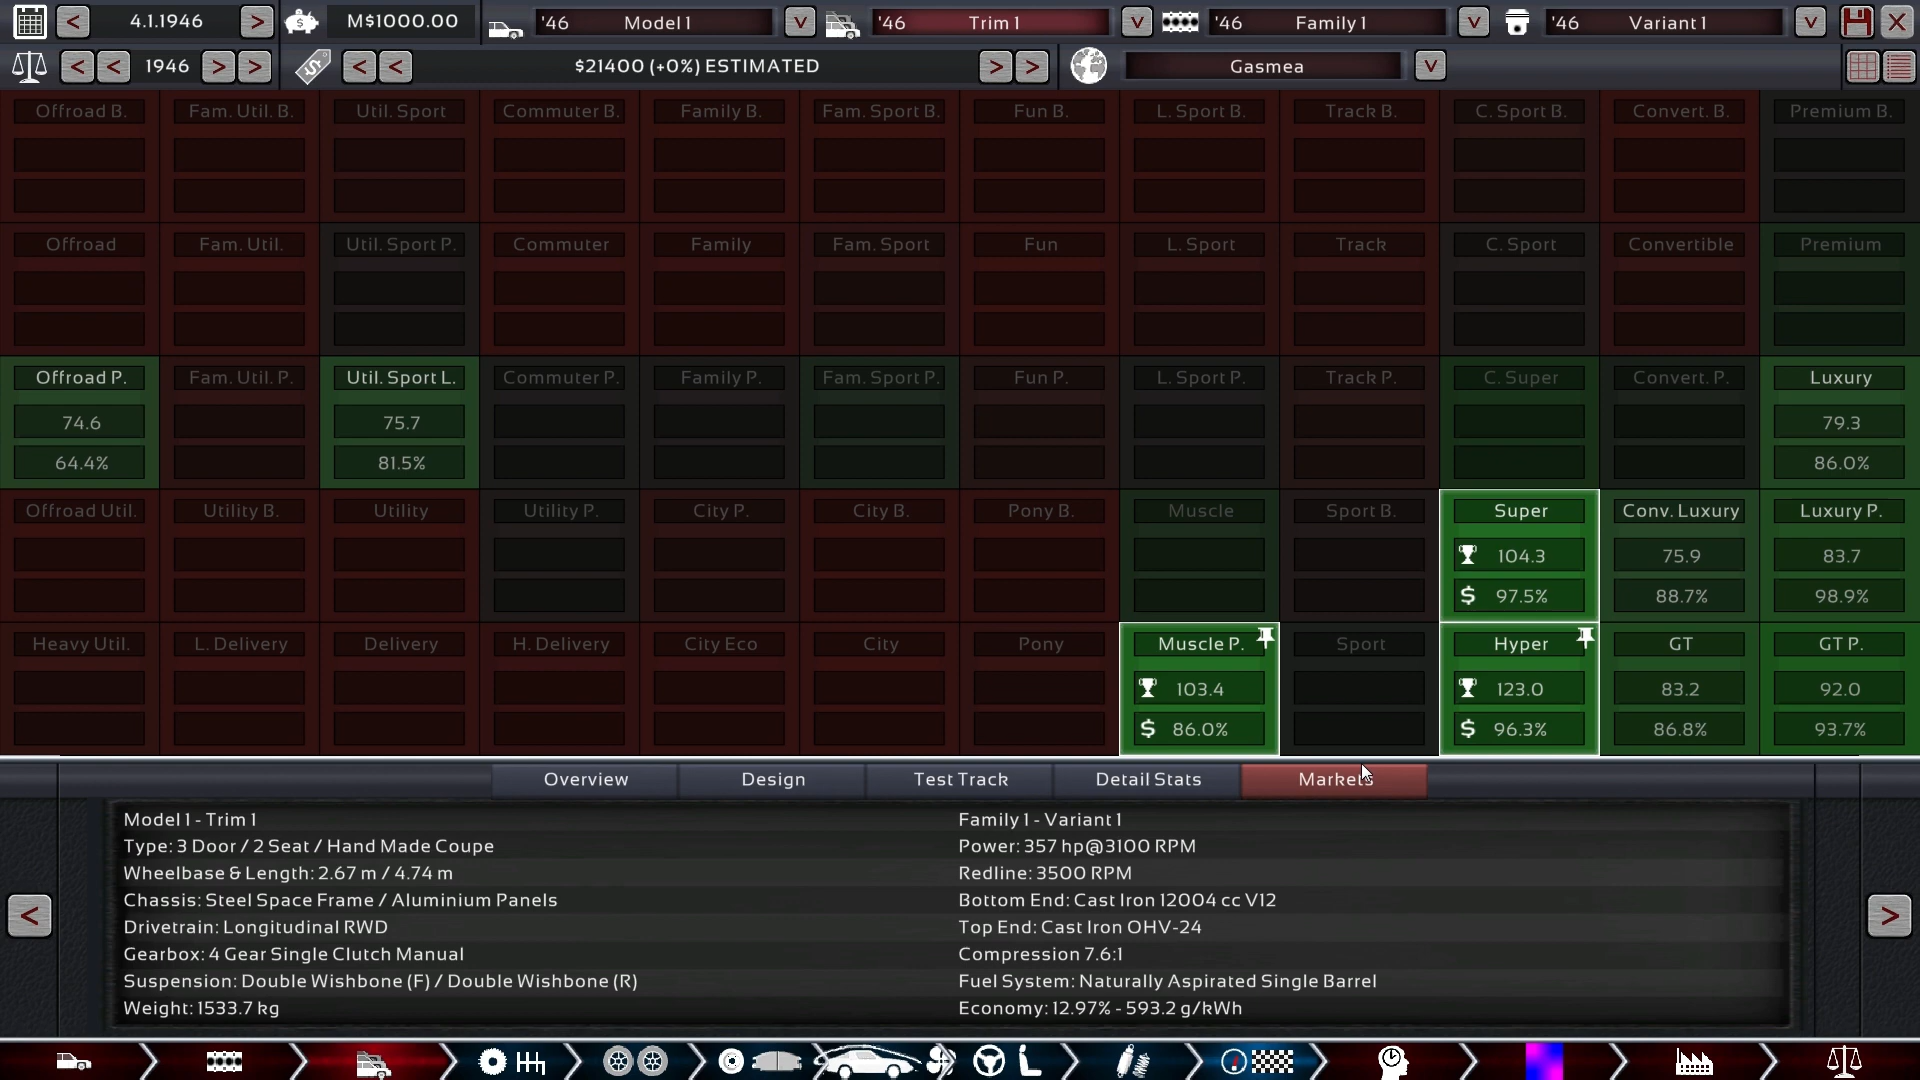 4.1.1946 M$1000.00 '46 Model 1 '46 Trim 1 '46 Family 1 '46 Variant 1
1946 $21400 (+0%) ESTIMATED Gasmea
Offroad B. Fam. Util. B. Util. Sport Commuter B. Family B. Fam. Sport B. Fun B. L. Sport B. Track B. C. Sport B. Convert. B. Premium B.
Offroad Fam. Util. Util. Sport P. Commuter Family Fam. Sport Fun L. Sport Track C. Sport Convertible Premium
Offroad P. Fam. Util. P. Util. Sport L. Commuter P. Family P. Fam. Sport P. Fun P. L. Sport P. Track P. C. Super Convert. P. Luxury
74.6 75.7 79.3
64.4% 81.5% 86.0%
Offroad Util. Utility B. Utility Utility P. City P. City B. Pony B. Muscle Sport B. Super Conv. Luxury Luxury P.
104.3 75.9 83.7
$ 97.5% 88.7% 98.9%
Heavy Util. L. Delivery Delivery H. Delivery City Eco City Pony Muscle P. Sport Hyper GT GT P.
103.4 123.0 83.2 92.0
$ 86.0% $ 96.3% 86.8% 93.7%
Overview Design Test Track Detail Stats Markets
Model 1 - Trim 1
Type: 3 Door / 2 Seat / Hand Made Coupe
Wheelbase & Length: 2.67 m / 4.74 m
Chassis: Steel Space Frame / Aluminium Panels
Drivetrain: Longitudinal RWD
Gearbox: 4 Gear Single Clutch Manual
Suspension: Double Wishbone (F) / Double Wishbone (R)
Weight: 1533.7 kg
Family 1 - Variant 1
Power: 357 hp@3100 RPM
Redline: 3500 RPM
Bottom End: Cast Iron 12004 cc V12
Top End: Cast Iron OHV-24
Compression 7.6:1
Fuel System: Naturally Aspirated Single Barrel
Economy: 12.97% - 593.2 g/kWh